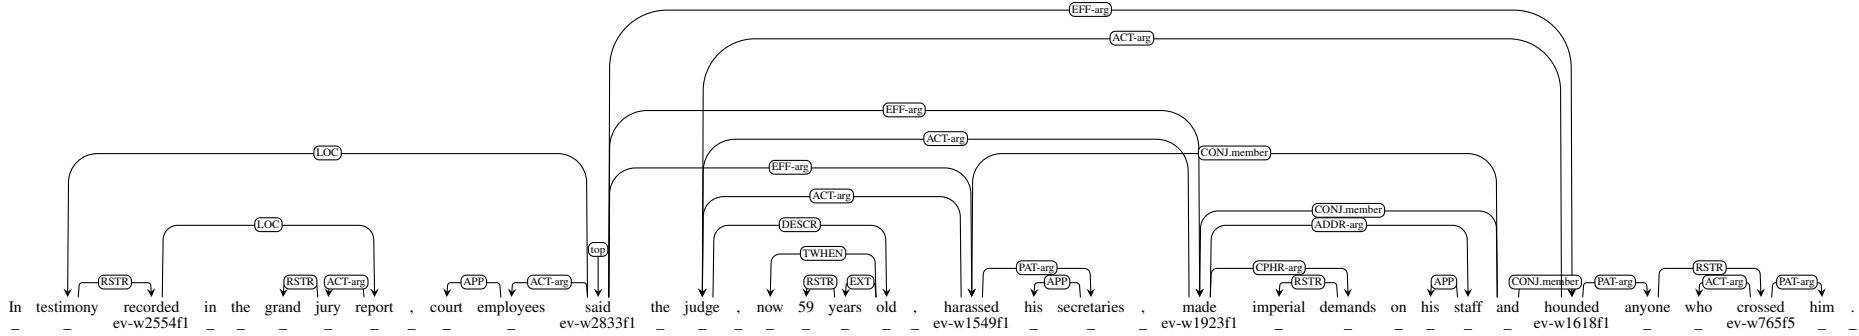 EFF-arg
ACT-arg
EFF-arg
ACT-arg
LOC CONJ.member
EFF-arg
ACT-arg
CONJ.member
LOC DESCR ADDR-arg
top
TWHEN
PAT-arg CPHR-arg RSTR
RSTR RSTR ACT-arg APP ACT-arg RSTR EXT APP RSTR APP CONJ.member PAT-arg ACT-arg PAT-arg
In testimony recorded in the grand jury report , court employees said the judge , now 59 years old , harassed his secretaries , made imperial demands on his staff and hounded anyone who crossed him .
_ _ ev-w2554f1 _ _ _ _ _ _ _ _ ev-w2833f1 _ _ _ _ _ _ _ _ ev-w1549f1 _ _ _ ev-w1923f1 _ _ _ _ _ _ ev-w1618f1 _ _ ev-w765f5 _ _